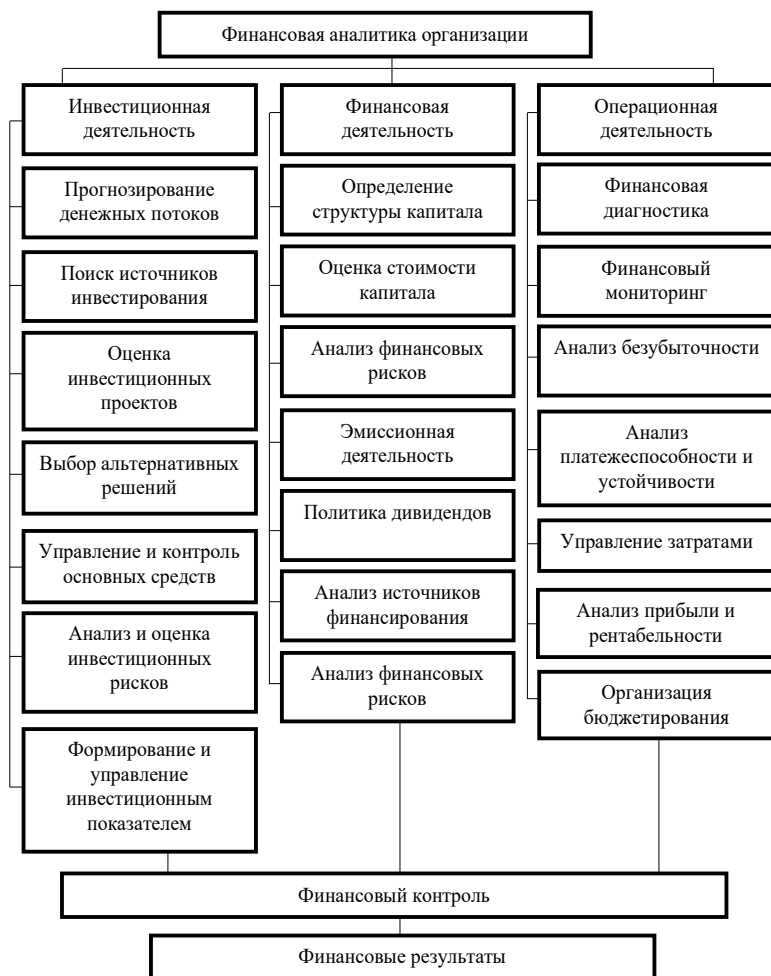 Финансовая аналитика организации
Инвестиционная
деятельность
Прогнозирование
денежных потоков
Поиск источников
инвестирования
Оценка
инвестиционных
проектов
Выбор альтернативных
решений
Управление и контроль
основных средств
Анализ и оценка
инвестиционных
рисков
Формирование и
управление
инвестиционным
показателем
Финансовая
деятельность
Определение
структуры капитала
Оценка стоимости
капитала
Анализ финансовых
рисков
Эмиссионная
деятельность
Политика дивидендов
Анализ источников
финансирования
Анализ финансовых
рисков
Операционная
деятельность
Финансовая
диагностика
Финансовый
мониторинг
Анализ безубыточности
Анализ
платежеспособности и
устойчивости
Управление затратами
Анализ прибыли и
рентабельности
Организация
бюджетирования
Финансовый контроль
Финансовые результаты